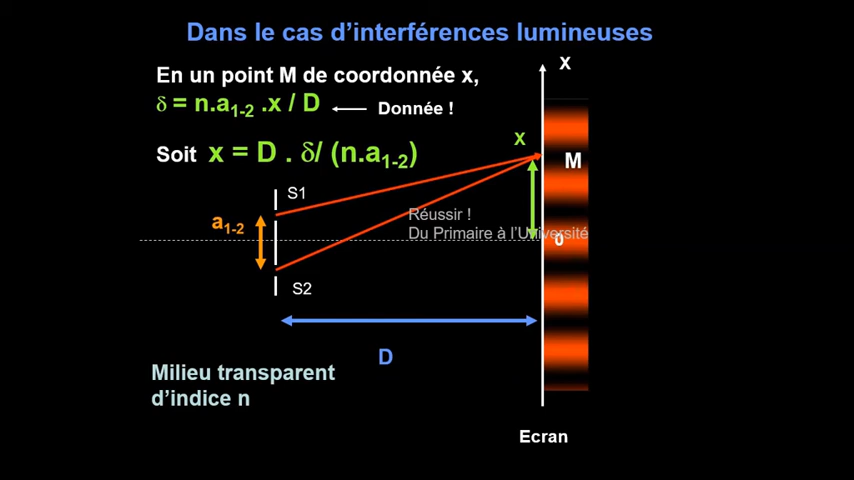 Dans le cas d’interférences lumineuses
x
En un point M de coordonnée x,
δ = n.a1-2 .x / D Donnée !
x
Soit x = D . δ/ (n.a1-2)
M
S1
a1-2
Réussir !
Du Primaire à l’Université
0
S2
D
Milieu transparent
d’indice n
Ecran